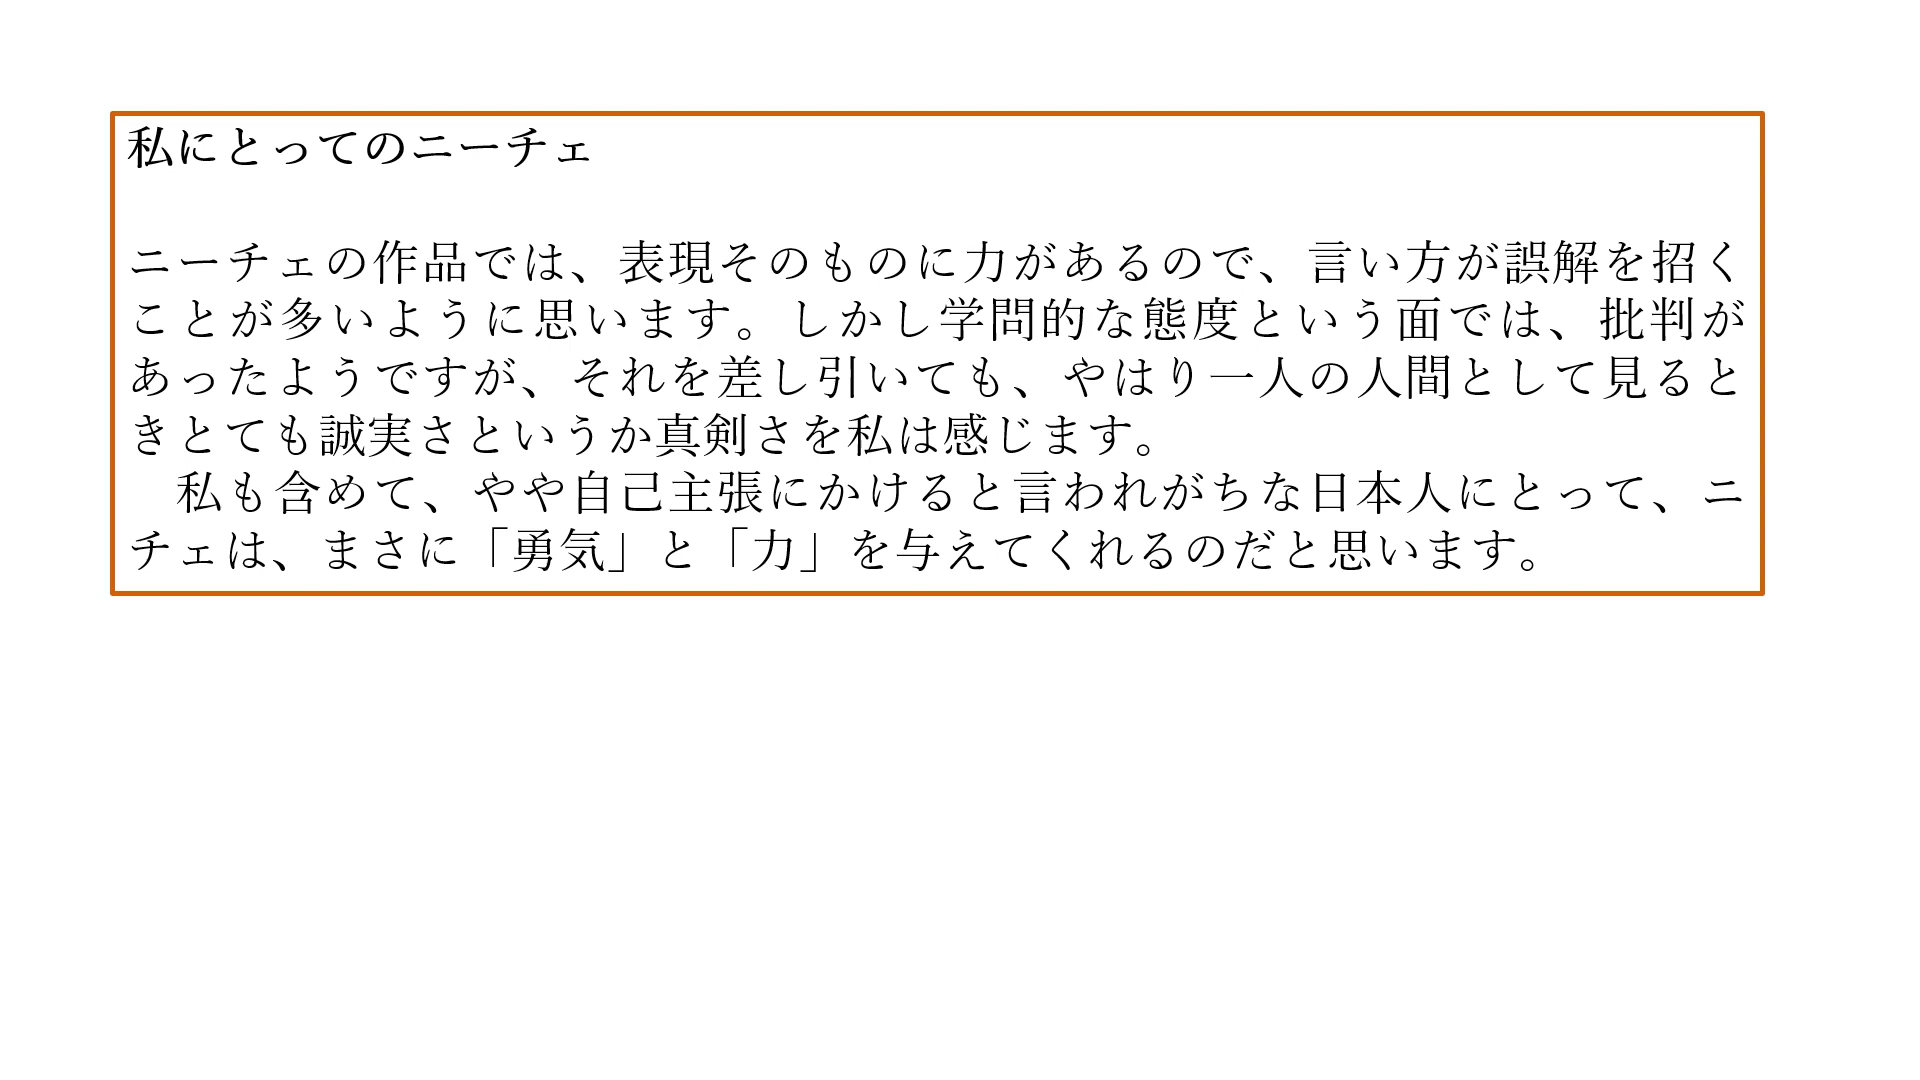 私にとってのニーチェ
ニーチェの作品では、表現そのものに力があるので、言い方が誤解を招く
ことが多いように思います。しかし学問的な態度という面では、批判が
あったようですが、それを差し引いても、やはり一人の人間として見ると
きとても誠実さというか真剣さを私は感じます。
　私も含めて、やや自己主張にかけると言われがちな日本人にとって、ニ
チェは、まさに「勇気」と「力」を与えてくれるのだと思います。